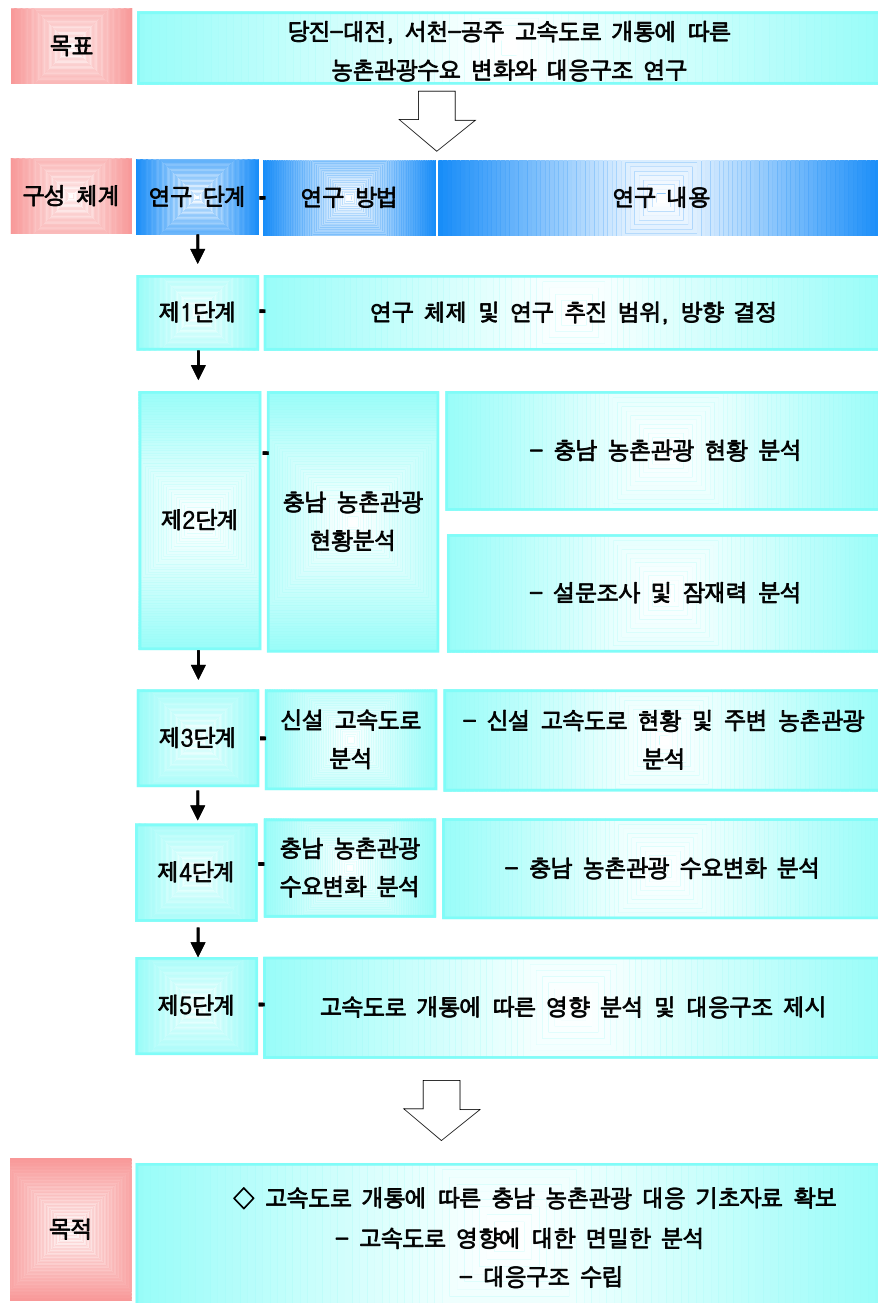 목표
당진-대전, 서천-공주 고속도로 개통에 따른
농촌관광수요 변화와 대응구조 연구
구성 체계
연구 단계
연구 방법
연구 내용
제1단계
연구 체제 및 연구 추진 범위, 방향 결정
제2단계
충남 농촌관광
현황분석
- 충남 농촌관광 현황 분석
- 설문조사 및 잠재력 분석
제3단계
신설 고속도로
분석
- 신설 고속도로 현황 및 주변 농촌관광
분석
제4단계
충남 농촌관광
수요변화 분석
- 충남 농촌관광 수요변화 분석
제5단계
고속도로 개통에 따른 영향 분석 및 대응구조 제시
목적
◇ 고속도로 개통에 따른 충남 농촌관광 대응 기초자료 확보
- 고속도로 영향에 대한 면밀한 분석
- 대응구조 수립